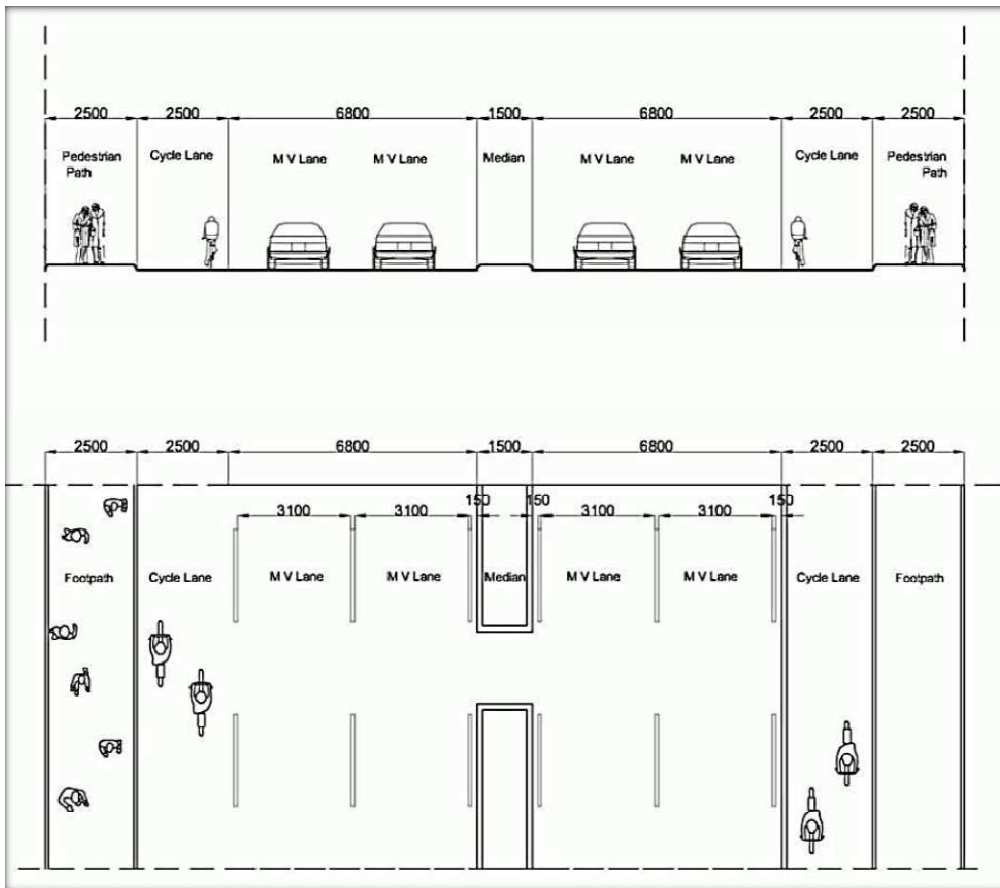 2500 2500 6800 1500 6800 2500 2500
Pedestrian Path
Cycle Lane
M V Lane
M V Lane
Median
M V Lane
M V Lane
Cycle Lane
Pedestrian Path
2500 2500 6800 1500 6800 2500 2500
150 150 150
3100 3100 3100 3100
Footpath
Cycle Lane
M V Lane
M V Lane
Median
M V Lane
M V Lane
Cycle Lane
Footpath